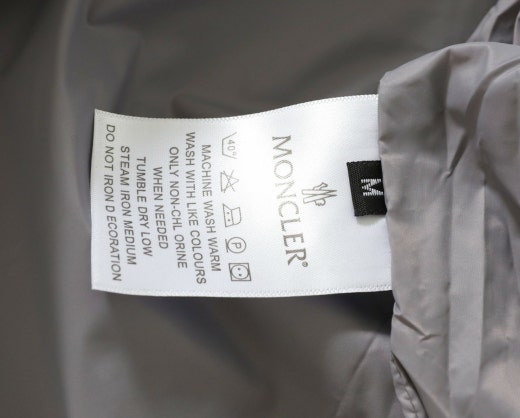 M
MONCLER®
40°
P
MACHINE WASH WARM
WASH WITH LIKE COLOURS
ONLY NON-CHL ORINE
WHEN NEEDED
TUMBLE DRY LOW
STEAM IRON MEDIUM
DO NOT IRON D ECORATION